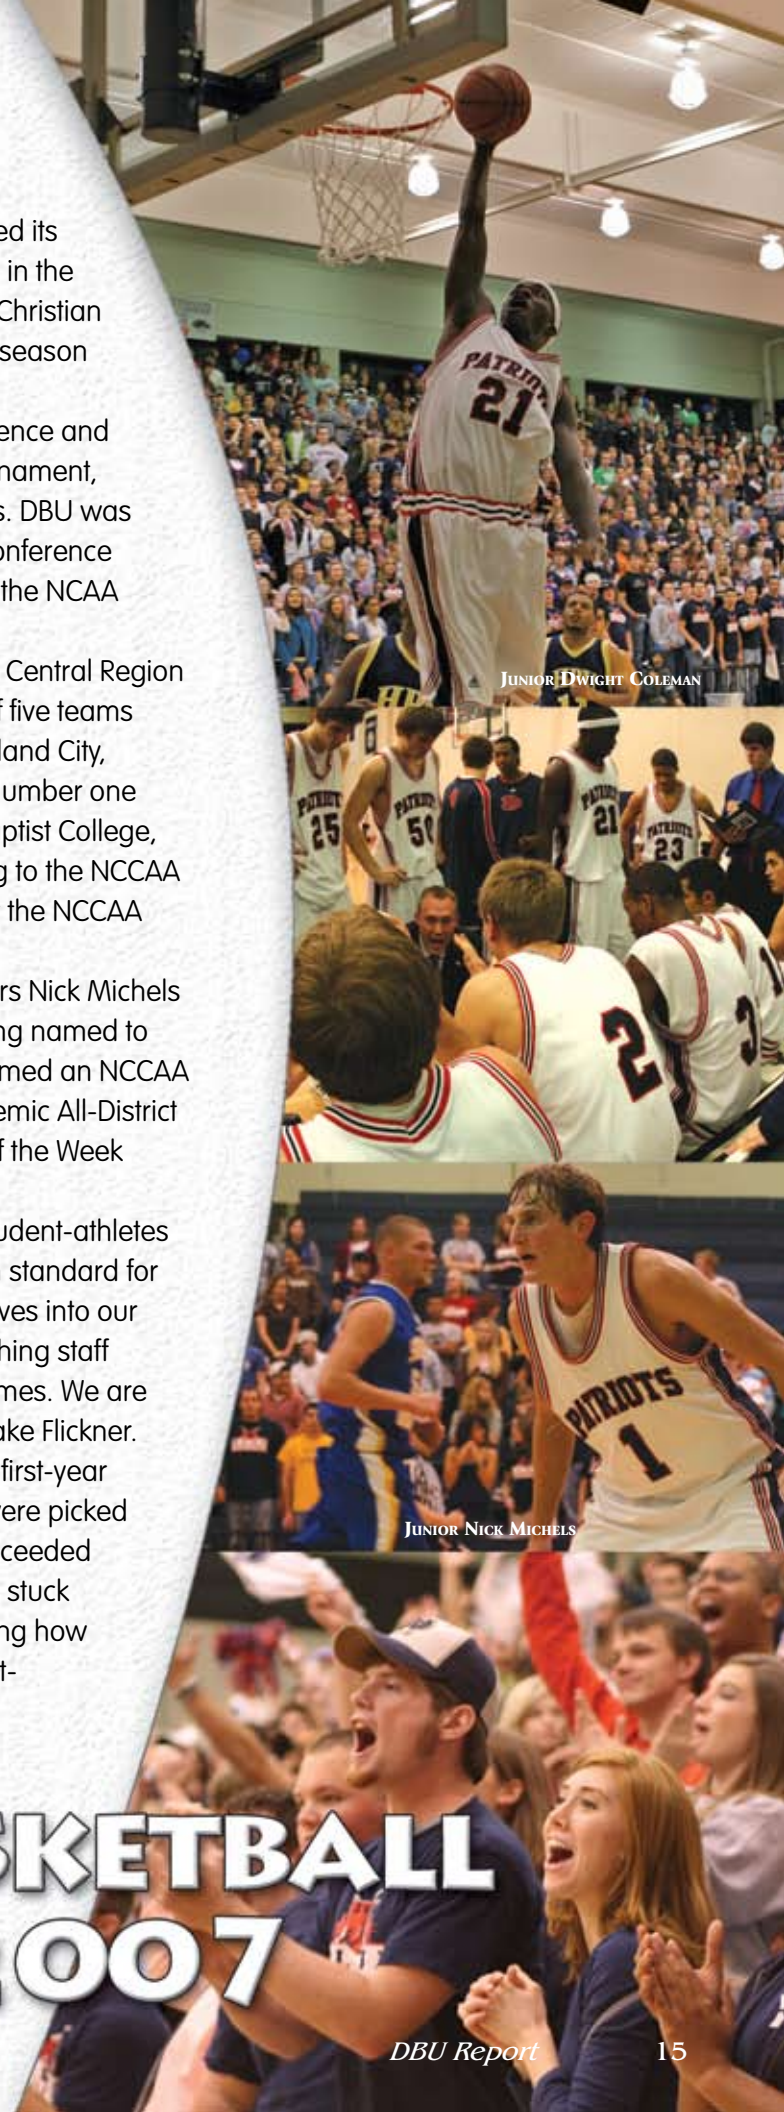 ed its
in the
Christian
season
ence and
nament,
s. DBU was
onference
the NCAA
Central Region
f five teams
land City,
umber one
ptist College,
g to the NCCAA
the NCCAA
rs Nick Michels
ng named to
med an NCCAA
emic All-District
f the Week
udent-athletes
standard for
ves into our
hing staff
mes. We are
ake Flickner.
first-year
ere picked
ceeded
stuck
ng how
t-
PATRIOTS
21
Junior Dwight Coleman
PATRIOTS
25
PATRIOTS
50
PATRIOTS
21
PATRIOTS
23
2
3
PATRIOTS
1
Junior Nick Michels
SKETBALL
2007
DBU Report 15